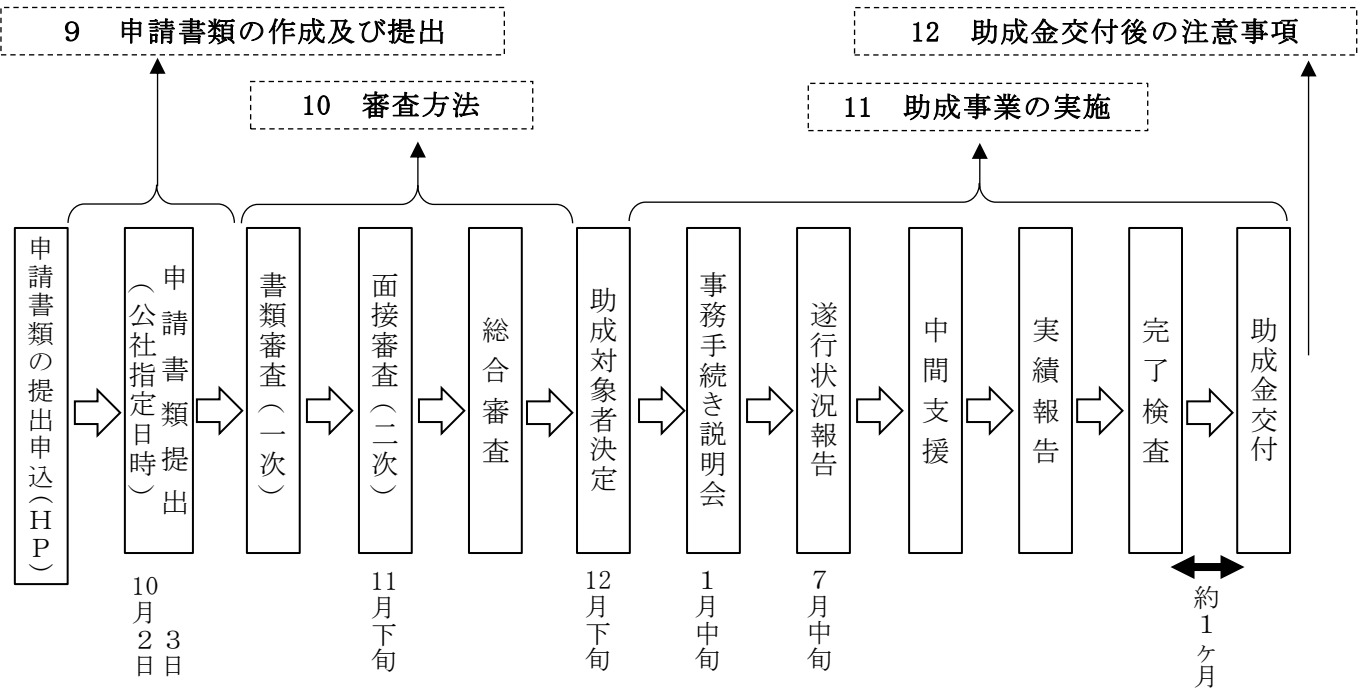 9 申請書類の作成及び提出
12 助成金交付後の注意事項
10 審査方法
11 助成事業の実施
申請書類の提出申込(HP)
申請書類提出
(公社指定日時)
書類審査(一次)
面接審査(二次)
総合審査
助成対象者決定
事務手続き説明会
遂行状況報告
中間支援
実績報告
完了検査
助成金交付
10月2日
3日
11月下旬
12月下旬
1月中旬
7月中旬
約1ヶ月